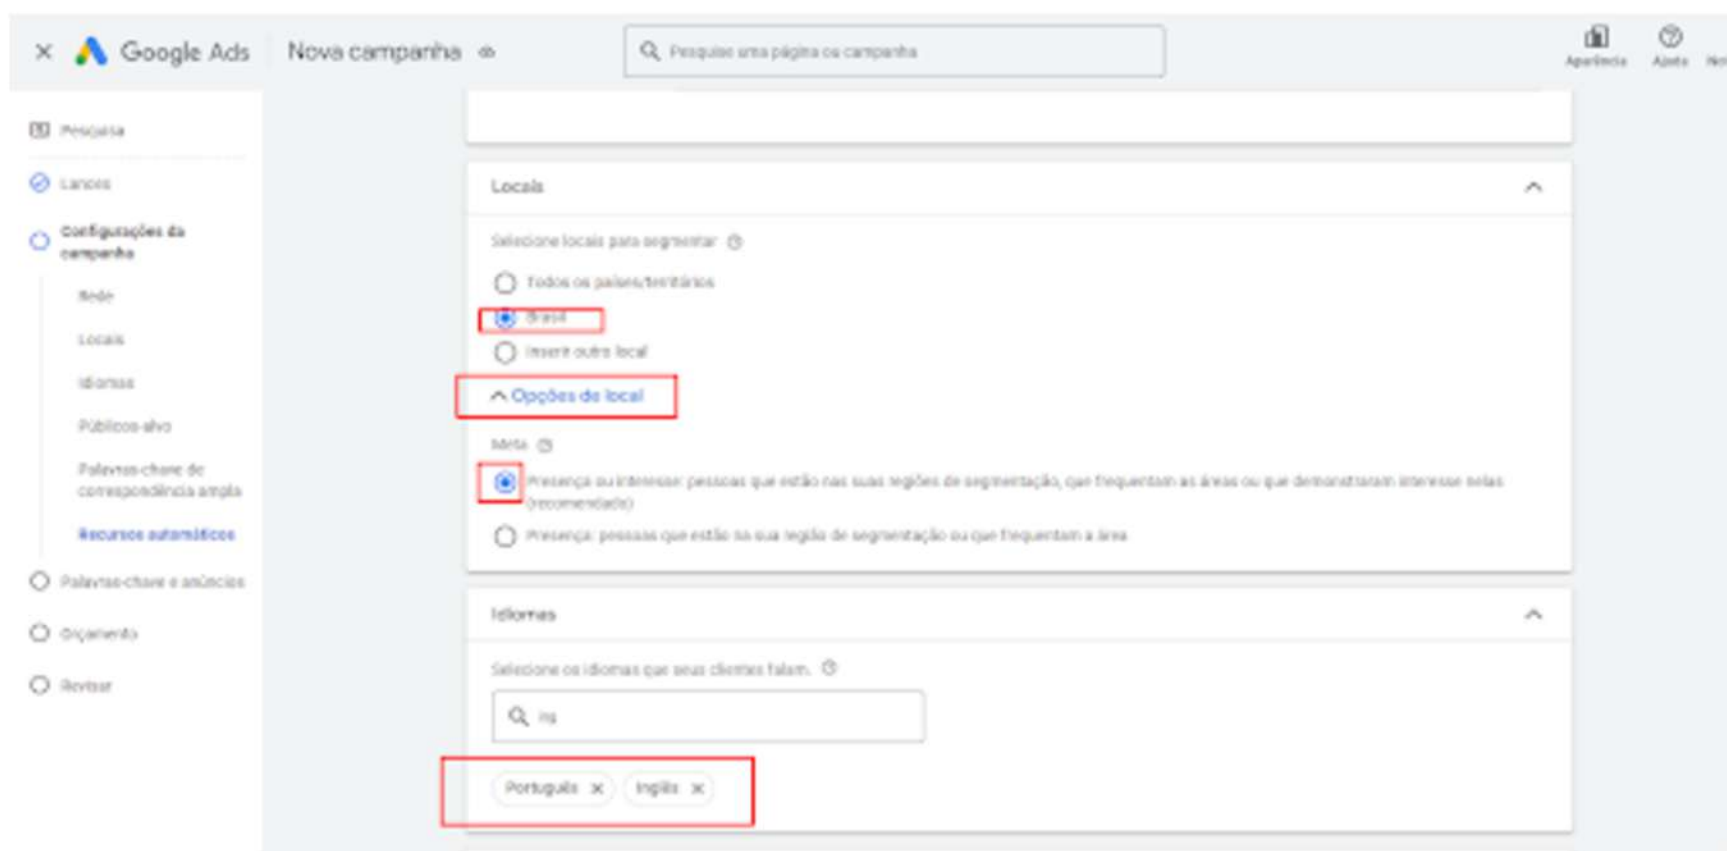 Google Ads
Nova campanha
Pesquise uma página ou campanha
Aparência
Ajuda
Pesquisa
Lances
Configurações da
campanha
Rede
Locais
Idiomas
Públicos-alvo
Palavras-chave de
correspondência ampla
Recursos automáticos
Palavras-chave e anúncios
Orçamento
Revisar
Locais
Selecione locais para segmentar
Todos os países/territórios
Brasil
Inserir outro local
Opções de local
Meta
Presença ou interesse: pessoas que estão nas suas regiões de segmentação, que frequentam as áreas ou que demonstraram interesse nelas
(recomendado)
Presença: pessoas que estão na sua região de segmentação ou que frequentam a área
Idiomas
Selecione os idiomas que seus clientes falam.
ing
Português
Inglês